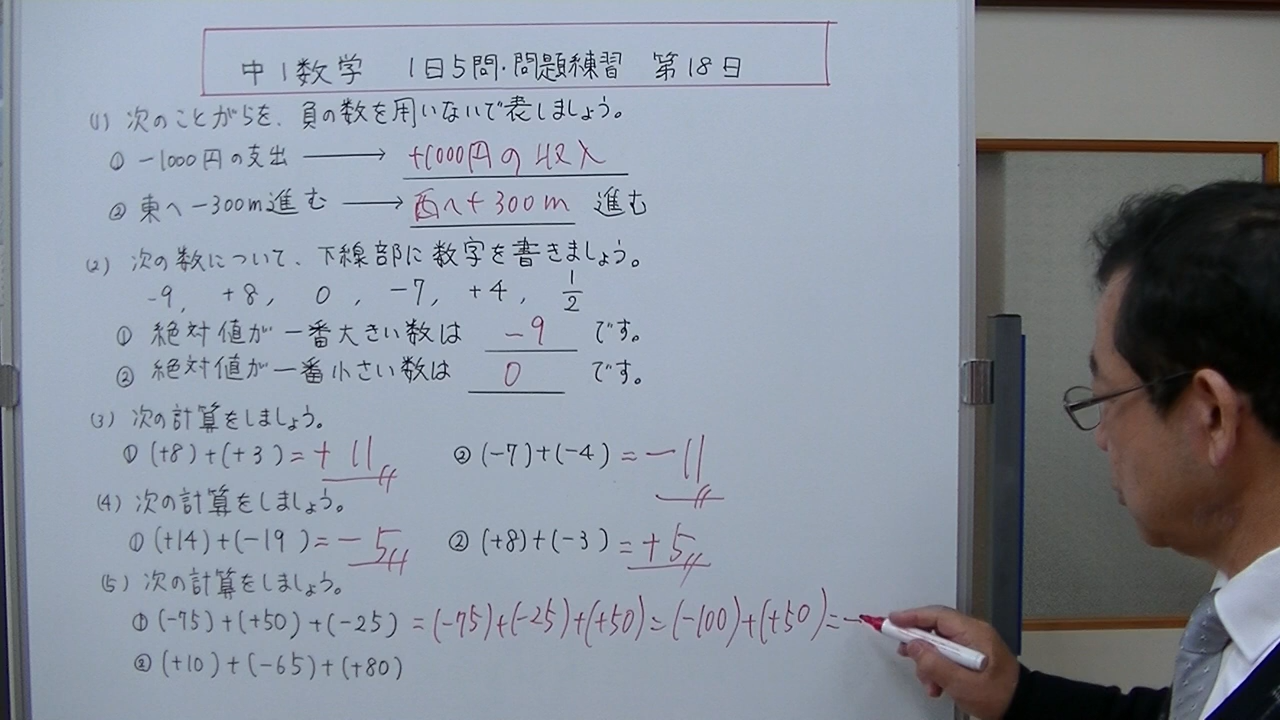 中1数学 1日5問・問題練習 第18日
(1) 次のことがらを、負の数を用いないで表しましょう。
① -1000円の支出 → +1000円の収入
② 東へ-300m進む → 西へ+300m 進む
(2) 次の数について、下線部に数字を書きましょう。
-9, +8, 0, -7, +4, 1/2
① 絶対値が一番大きい数は -9 です。
② 絶対値が一番小さい数は 0 です。
(3) 次の計算をしましょう。
① (+8)+(+3)=+11 ② (-7)+(-4)=-11
(4) 次の計算をしましょう。
① (+14)+(-19)=-5 ② (+8)+(-3)=+5
(5) 次の計算をしましょう。
① (-75)+(+50)+(-25)=(-75)+(-25)+(+50)=(-100)+(+50)=-
② (+10)+(-65)+(+80)